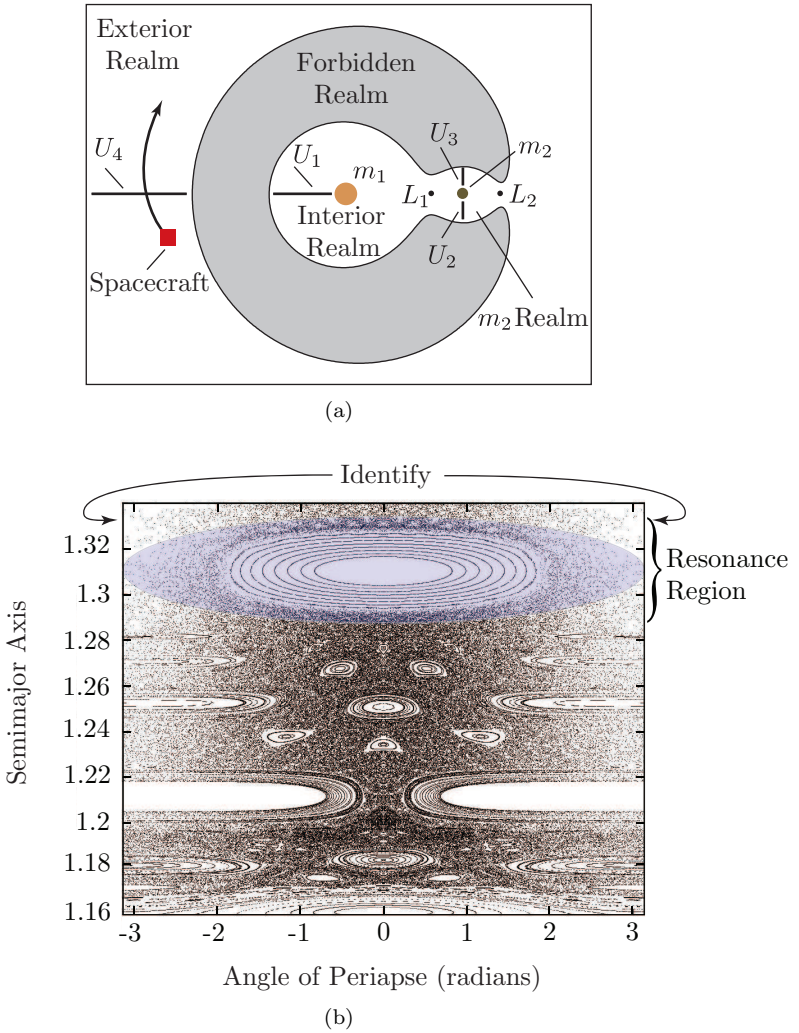 Exterior
Realm
Forbidden
Realm
U₄
U₃
m₂
U₁
m₁
L₁
L₂
Interior
Realm
U₂
Spacecraft
m₂ Realm
(a)
Identify
1.32
1.3
1.28
1.26
1.24
1.22
1.2
1.18
1.16
Semimajor Axis
Resonance
Region
-3 -2 -1 0 1 2 3
Angle of Periapse (radians)
(b)